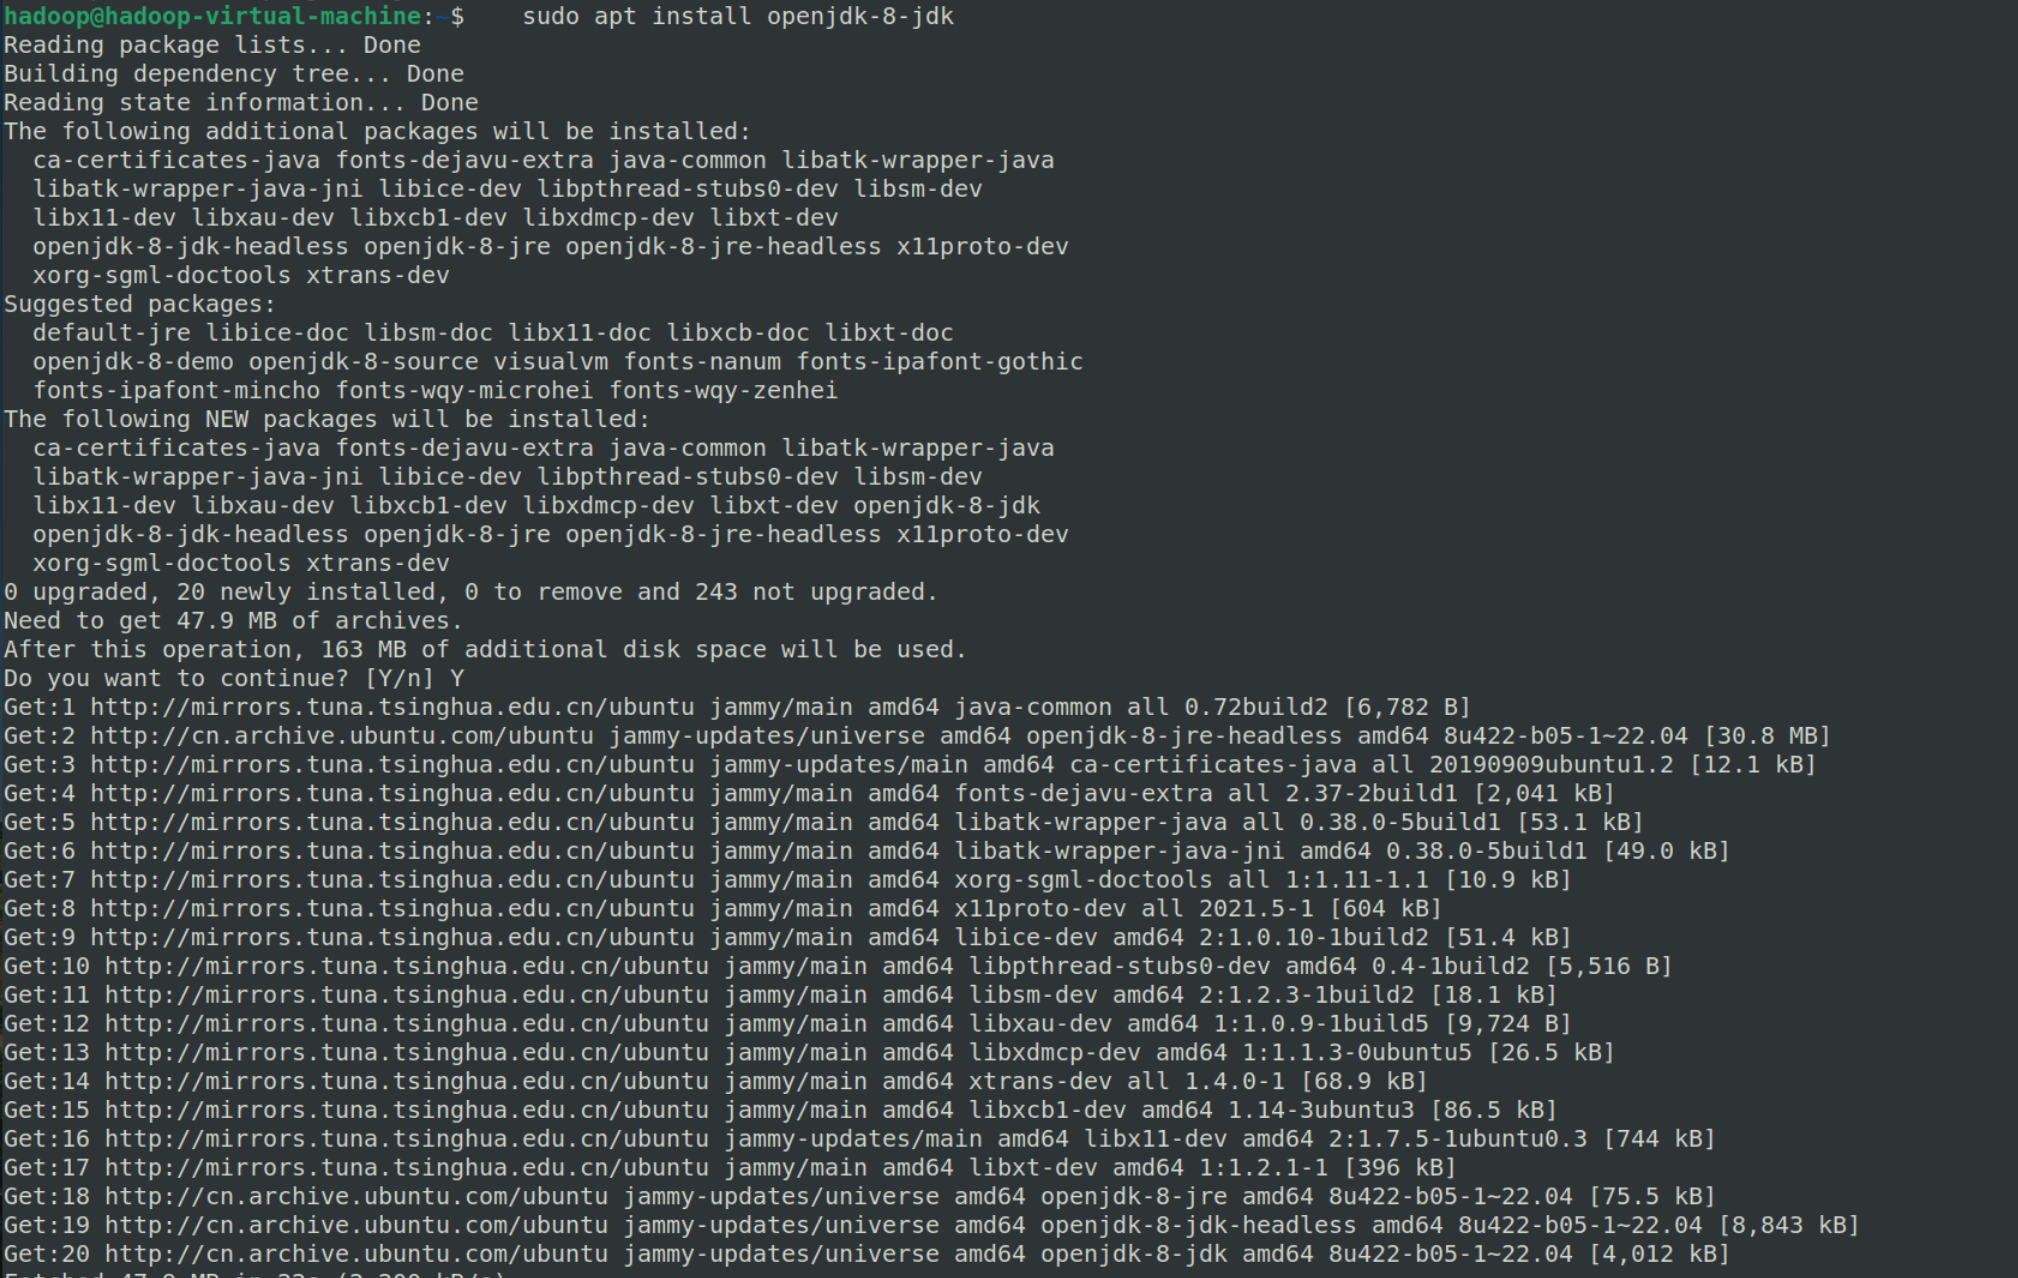 hadoop@hadoop-virtual-machine:~$    sudo apt install openjdk-8-jdk
Reading package lists... Done
Building dependency tree... Done
Reading state information... Done
The following additional packages will be installed:
  ca-certificates-java fonts-dejavu-extra java-common libatk-wrapper-java
  libatk-wrapper-java-jni libice-dev libpthread-stubs0-dev libsm-dev
  libx11-dev libxau-dev libxcb1-dev libxdmcp-dev libxt-dev
  openjdk-8-jdk-headless openjdk-8-jre openjdk-8-jre-headless x11proto-dev
  xorg-sgml-doctools xtrans-dev
Suggested packages:
  default-jre libice-doc libsm-doc libx11-doc libxcb-doc libxt-doc
  openjdk-8-demo openjdk-8-source visualvm fonts-nanum fonts-ipafont-gothic
  fonts-ipafont-mincho fonts-wqy-microhei fonts-wqy-zenhei
The following NEW packages will be installed:
  ca-certificates-java fonts-dejavu-extra java-common libatk-wrapper-java
  libatk-wrapper-java-jni libice-dev libpthread-stubs0-dev libsm-dev
  libx11-dev libxau-dev libxcb1-dev libxdmcp-dev libxt-dev openjdk-8-jdk
  openjdk-8-jdk-headless openjdk-8-jre openjdk-8-jre-headless x11proto-dev
  xorg-sgml-doctools xtrans-dev
0 upgraded, 20 newly installed, 0 to remove and 243 not upgraded.
Need to get 47.9 MB of archives.
After this operation, 163 MB of additional disk space will be used.
Do you want to continue? [Y/n] Y
Get:1 http://mirrors.tuna.tsinghua.edu.cn/ubuntu jammy/main amd64 java-common all 0.72build2 [6,782 B]
Get:2 http://cn.archive.ubuntu.com/ubuntu jammy-updates/universe amd64 openjdk-8-jre-headless amd64 8u422-b05-1~22.04 [30.8 MB]
Get:3 http://mirrors.tuna.tsinghua.edu.cn/ubuntu jammy-updates/main amd64 ca-certificates-java all 20190909ubuntu1.2 [12.1 kB]
Get:4 http://mirrors.tuna.tsinghua.edu.cn/ubuntu jammy/main amd64 fonts-dejavu-extra all 2.37-2build1 [2,041 kB]
Get:5 http://mirrors.tuna.tsinghua.edu.cn/ubuntu jammy/main amd64 libatk-wrapper-java all 0.38.0-5build1 [53.1 kB]
Get:6 http://mirrors.tuna.tsinghua.edu.cn/ubuntu jammy/main amd64 libatk-wrapper-java-jni amd64 0.38.0-5build1 [49.0 kB]
Get:7 http://mirrors.tuna.tsinghua.edu.cn/ubuntu jammy/main amd64 xorg-sgml-doctools all 1:1.11-1.1 [10.9 kB]
Get:8 http://mirrors.tuna.tsinghua.edu.cn/ubuntu jammy/main amd64 x11proto-dev all 2021.5-1 [604 kB]
Get:9 http://mirrors.tuna.tsinghua.edu.cn/ubuntu jammy/main amd64 libice-dev amd64 2:1.0.10-1build2 [51.4 kB]
Get:10 http://mirrors.tuna.tsinghua.edu.cn/ubuntu jammy/main amd64 libpthread-stubs0-dev amd64 0.4-1build2 [5,516 B]
Get:11 http://mirrors.tuna.tsinghua.edu.cn/ubuntu jammy/main amd64 libsm-dev amd64 2:1.2.3-1build2 [18.1 kB]
Get:12 http://mirrors.tuna.tsinghua.edu.cn/ubuntu jammy/main amd64 libxau-dev amd64 1:1.0.9-1build5 [9,724 B]
Get:13 http://mirrors.tuna.tsinghua.edu.cn/ubuntu jammy/main amd64 libxdmcp-dev amd64 1:1.1.3-0ubuntu5 [26.5 kB]
Get:14 http://mirrors.tuna.tsinghua.edu.cn/ubuntu jammy/main amd64 xtrans-dev all 1.4.0-1 [68.9 kB]
Get:15 http://mirrors.tuna.tsinghua.edu.cn/ubuntu jammy/main amd64 libxcb1-dev amd64 1.14-3ubuntu3 [86.5 kB]
Get:16 http://mirrors.tuna.tsinghua.edu.cn/ubuntu jammy-updates/main amd64 libx11-dev amd64 2:1.7.5-1ubuntu0.3 [744 kB]
Get:17 http://mirrors.tuna.tsinghua.edu.cn/ubuntu jammy/main amd64 libxt-dev amd64 1:1.2.1-1 [396 kB]
Get:18 http://cn.archive.ubuntu.com/ubuntu jammy-updates/universe amd64 openjdk-8-jre amd64 8u422-b05-1~22.04 [75.5 kB]
Get:19 http://cn.archive.ubuntu.com/ubuntu jammy-updates/universe amd64 openjdk-8-jdk-headless amd64 8u422-b05-1~22.04 [8,843 kB]
Get:20 http://cn.archive.ubuntu.com/ubuntu jammy-updates/universe amd64 openjdk-8-jdk amd64 8u422-b05-1~22.04 [4,012 kB]